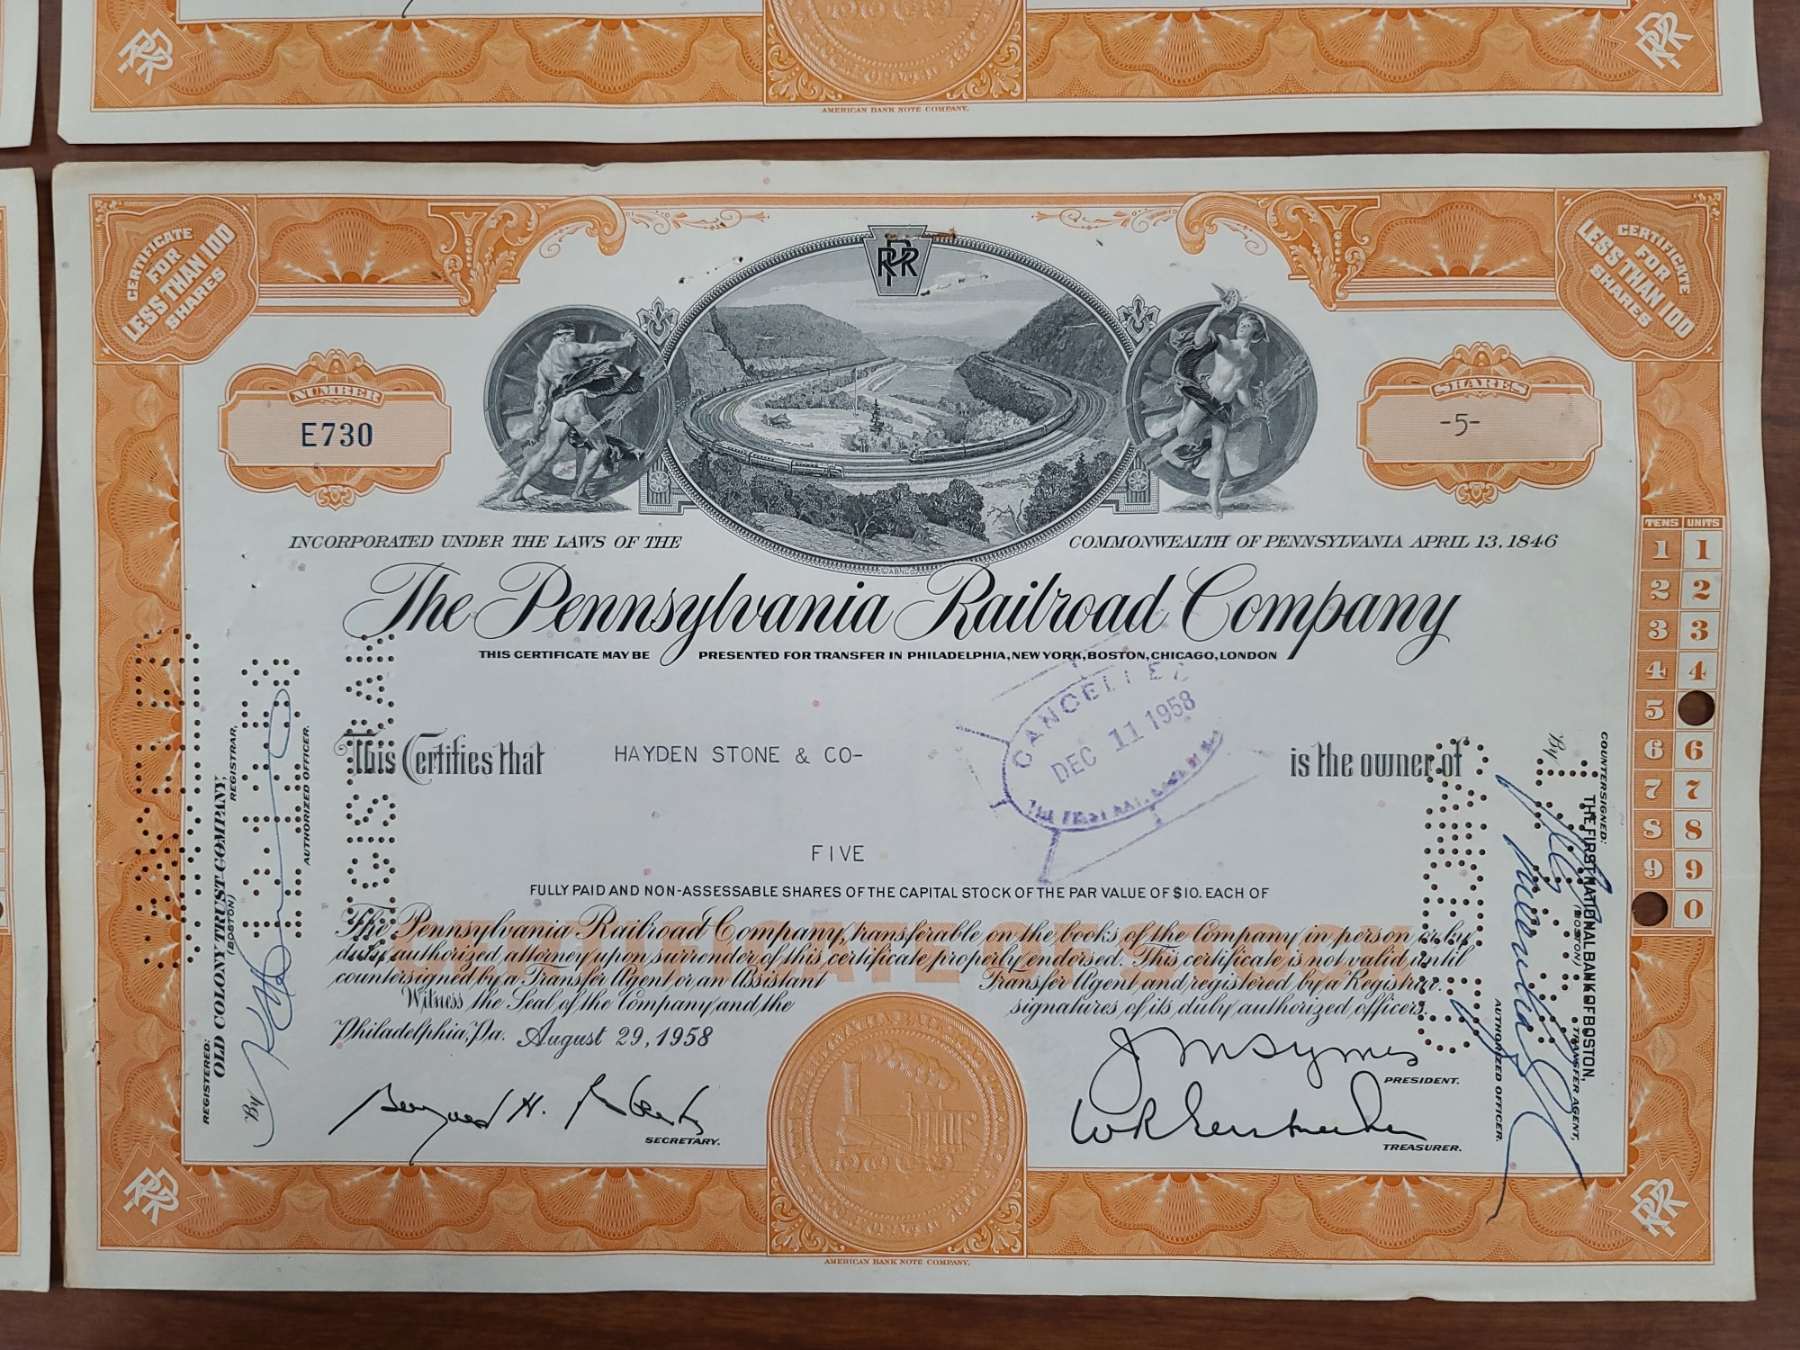 PRR
PRR
AMERICAN BANK NOTE COMPANY.
CERTIFICATE
FOR
LESS THAN 100
SHARES
PRR
CERTIFICATE
FOR
LESS THAN 100
SHARES
NUMBER
E730
SHARES
-5-
INCORPORATED UNDER THE LAWS OF THE COMMONWEALTH OF PENNSYLVANIA APRIL 13, 1846
The Pennsylvania Railroad Company
THIS CERTIFICATE MAY BE PRESENTED FOR TRANSFER IN PHILADELPHIA, NEW YORK, BOSTON, CHICAGO, LONDON
This Certifies that HAYDEN STONE & CO- is the owner of
CANCELLED
DEC 11 1958
FIVE
FULLY PAID AND NON-ASSESSABLE SHARES OF THE CAPITAL STOCK OF THE PAR VALUE OF $10. EACH OF
The Pennsylvania Railroad Company, transferable on the books of the Company in person or by
duly authorized attorney upon surrender of this certificate properly endorsed. This certificate is not valid until
countersigned by a Transfer Agent or an Assistant Transfer Agent and registered by a Registrar.
Witness the Seal of the Company and the signatures of its duly authorized officers.
Philadelphia, Pa. August 29, 1958
SECRETARY.
PRESIDENT.
TREASURER.
REGISTERED:
OLD COLONY TRUST COMPANY,
(BOSTON)
REGISTRAR,
By
AUTHORIZED OFFICER.
COUNTERSIGNED:
THE FIRST NATIONAL BANK OF BOSTON,
(BOSTON)
TRANSFER AGENT,
By
AUTHORIZED OFFICER.
TENS UNITS
1 1
2 2
3 3
4 4
5
6 6
7 7
8 8
9 9
0
PRR
PRR
AMERICAN BANK NOTE COMPANY.